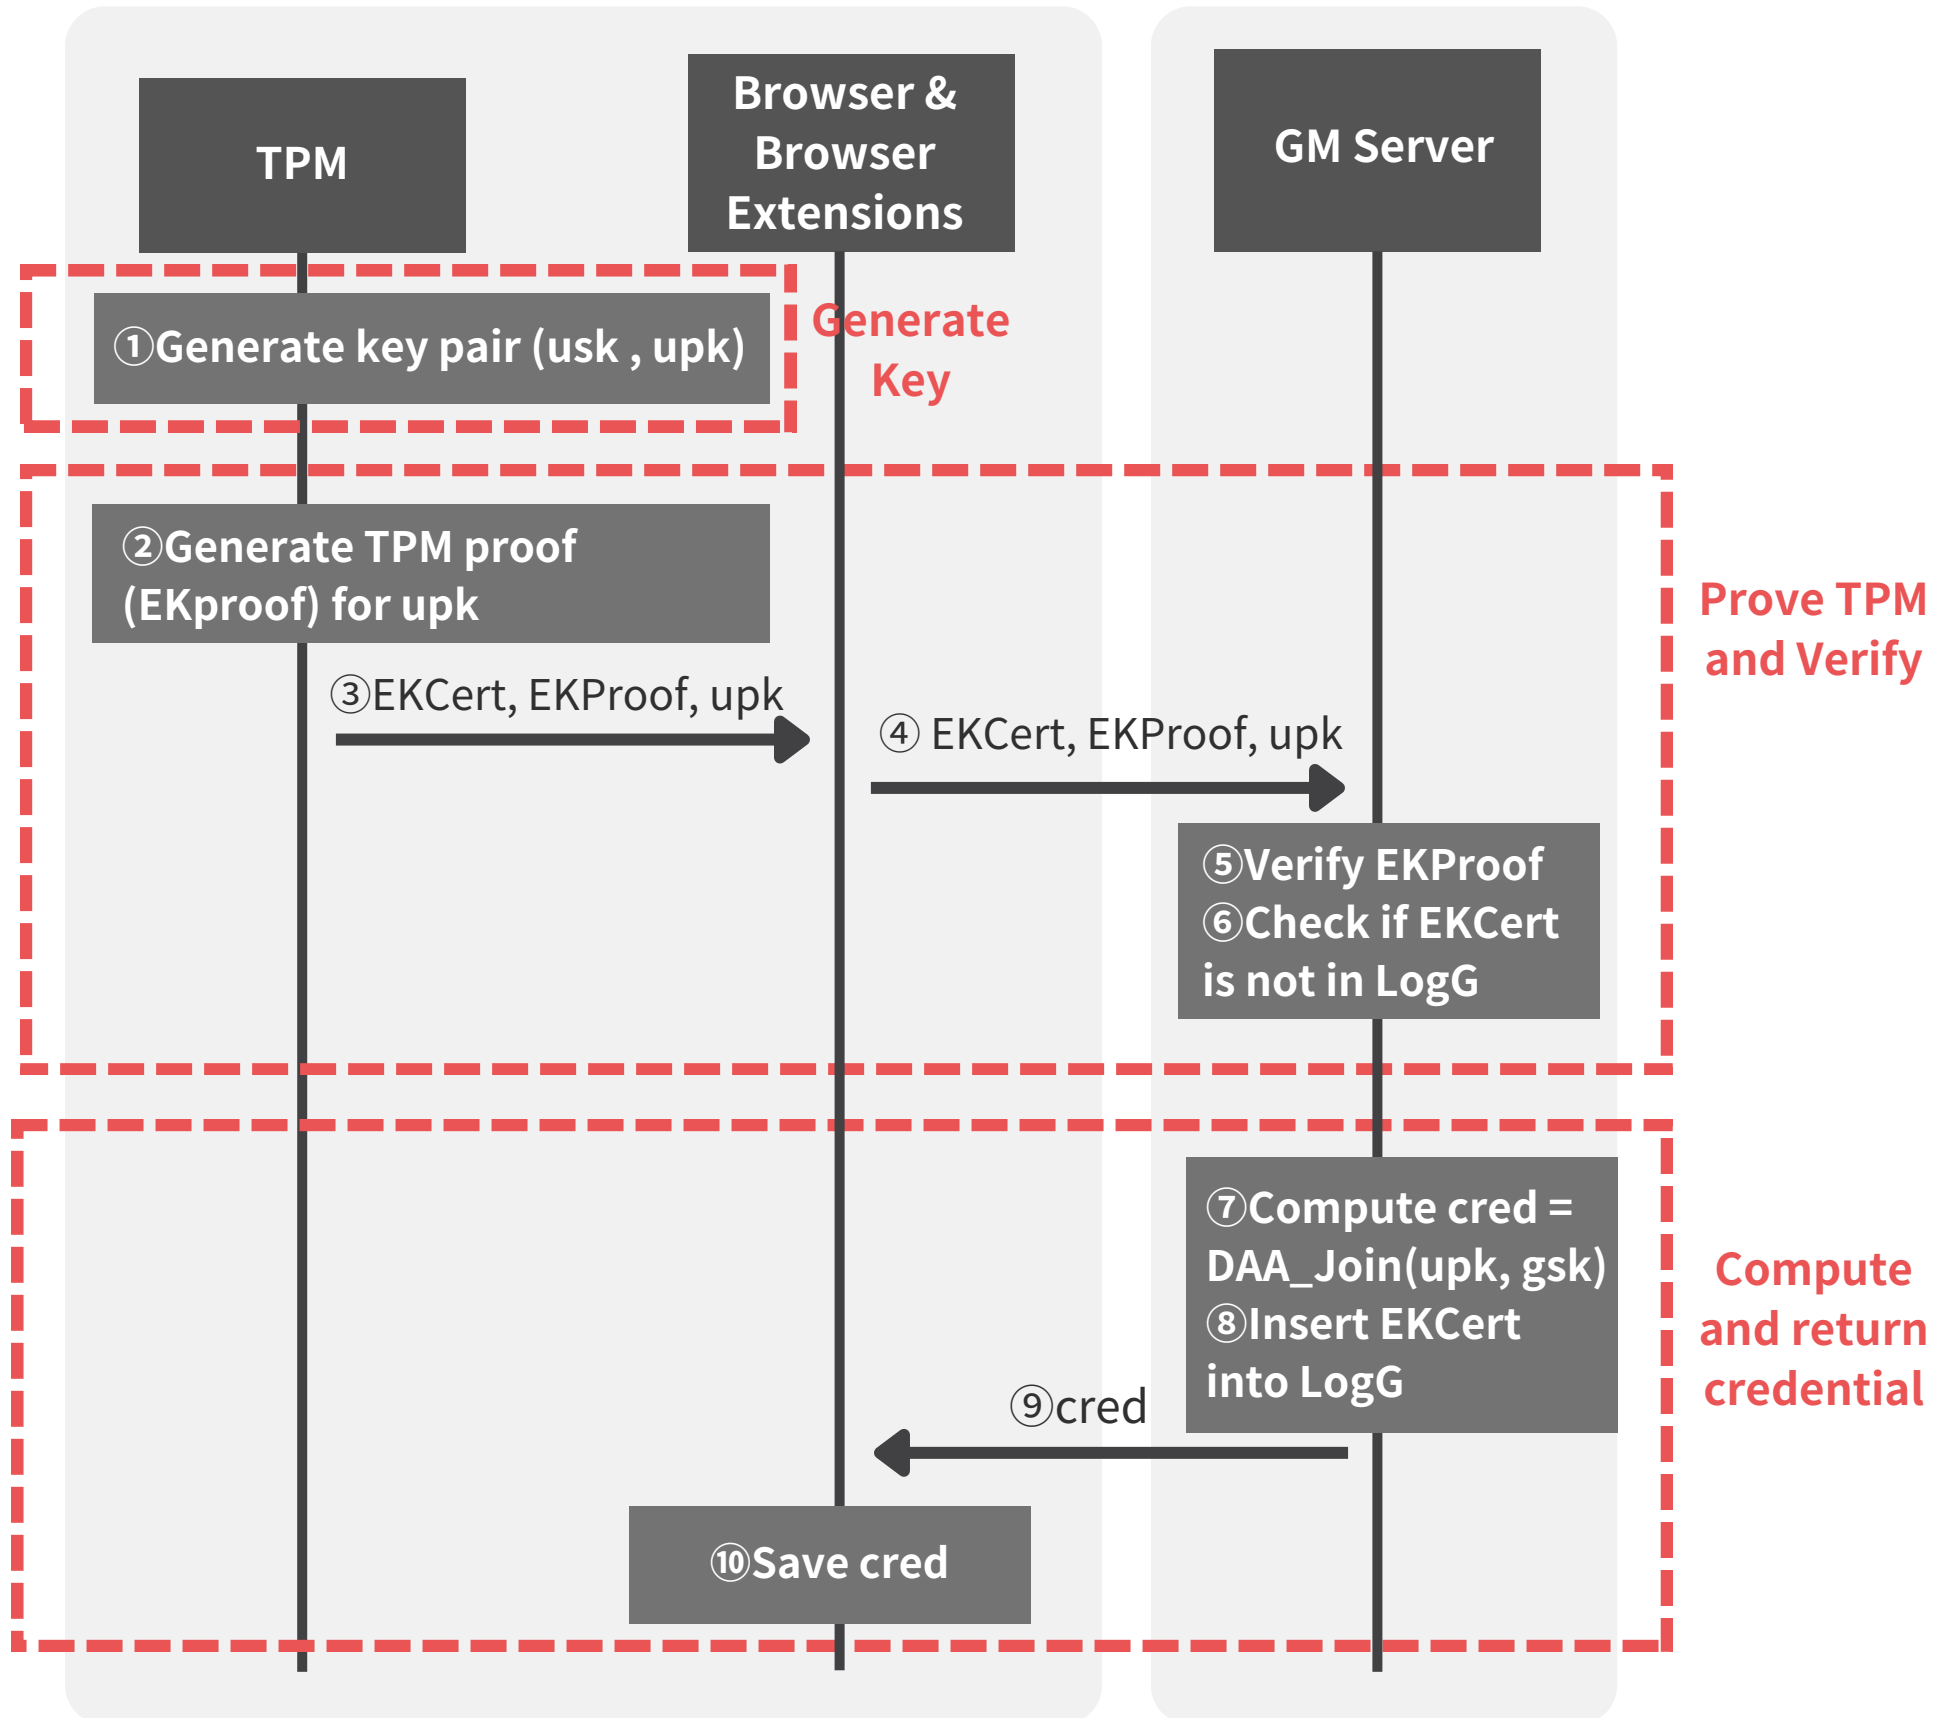 TPM
Browser &
Browser
Extensions
GM Server
①Generate key pair (usk , upk)
Generate
Key
②Generate TPM proof
(EKproof) for upk
③EKCert, EKProof, upk
④ EKCert, EKProof, upk
Prove TPM
and Verify
⑤Verify EKProof
⑥Check if EKCert
is not in LogG
⑦Compute cred =
DAA_Join(upk, gsk)
⑧Insert EKCert
into LogG
Compute
and return
credential
⑨cred
⑩Save cred